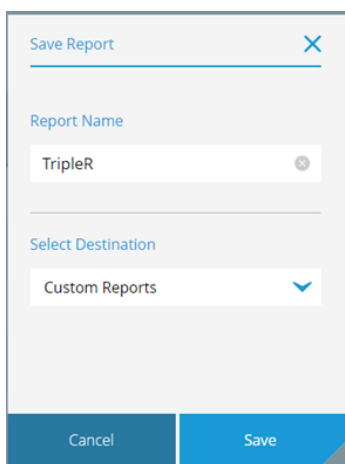 Save Report
Report Name
TripleR
Select Destination
Custom Reports
Cancel
Save